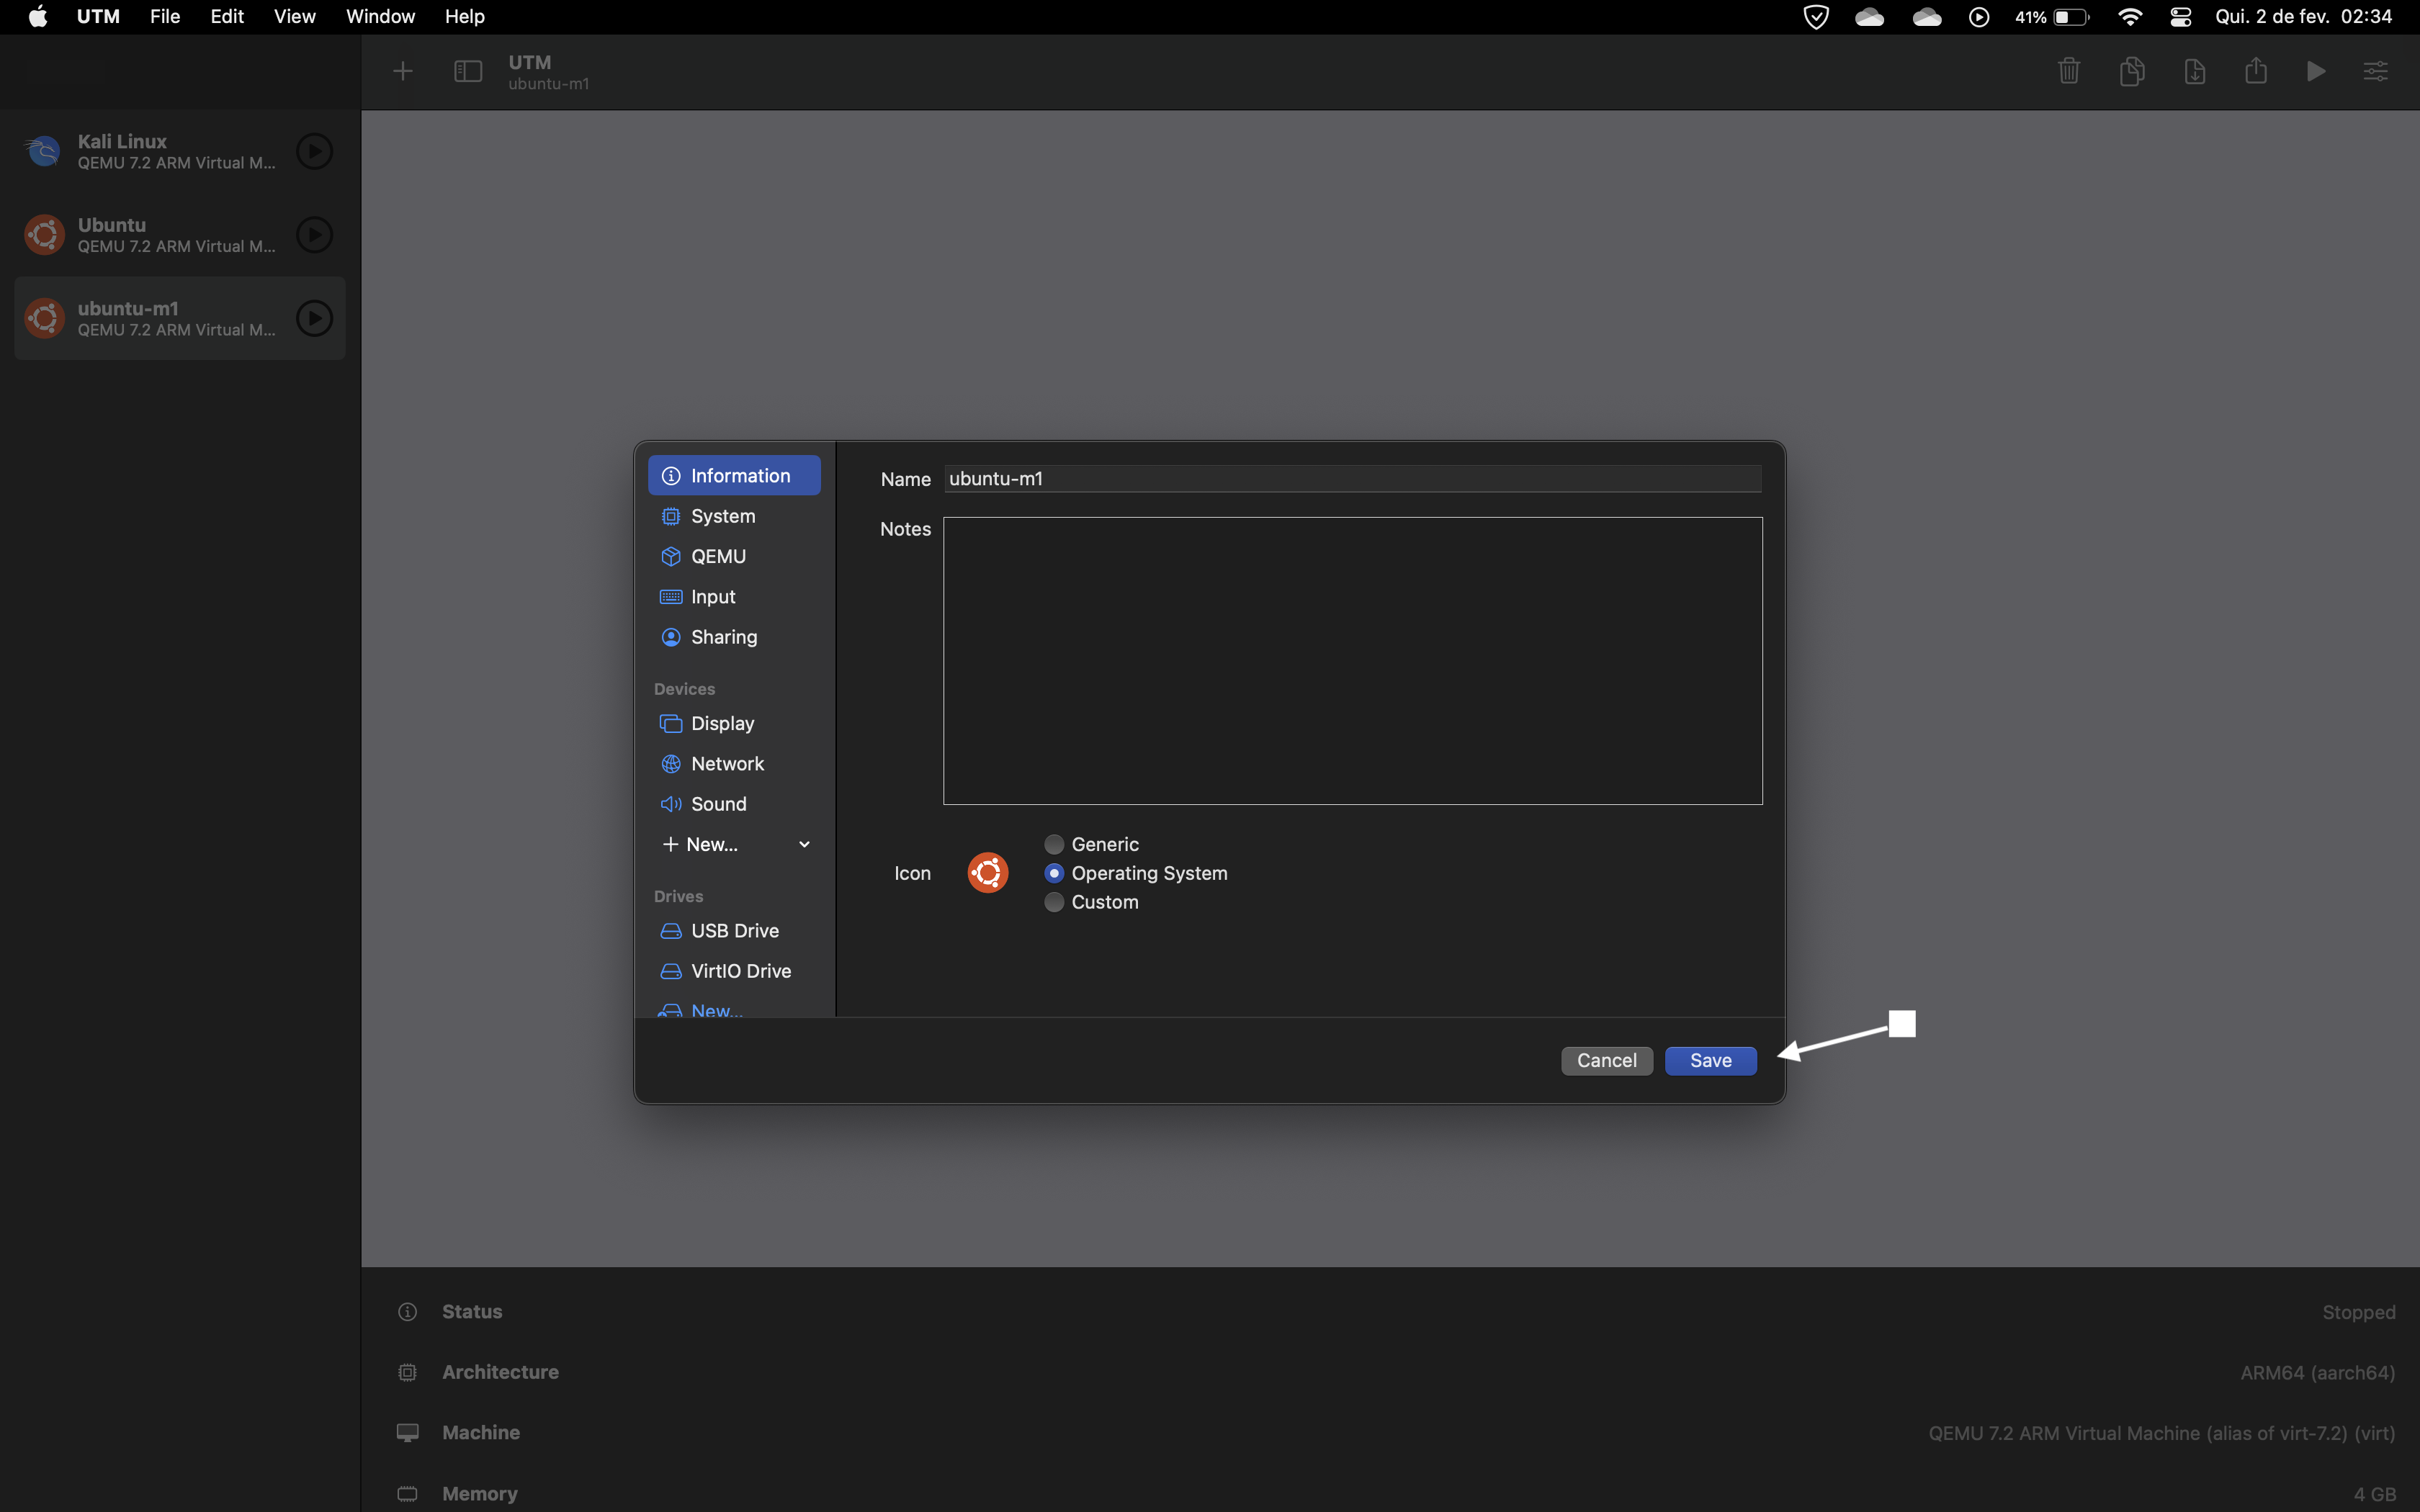 UTM File Edit View Window Help 41% Qui. 2 de fev. 02:34
UTM
ubuntu-m1
Kali Linux
QEMU 7.2 ARM Virtual M...
Ubuntu
QEMU 7.2 ARM Virtual M...
ubuntu-m1
QEMU 7.2 ARM Virtual M...
Information
System
QEMU
Input
Sharing
Devices
Display
Network
Sound
New...
Drives
USB Drive
VirtIO Drive
New...
Name ubuntu-m1
Notes
Icon
Generic
Operating System
Custom
Cancel Save
Status Stopped
Architecture ARM64 (aarch64)
Machine QEMU 7.2 ARM Virtual Machine (alias of virt-7.2) (virt)
Memory 4 GB